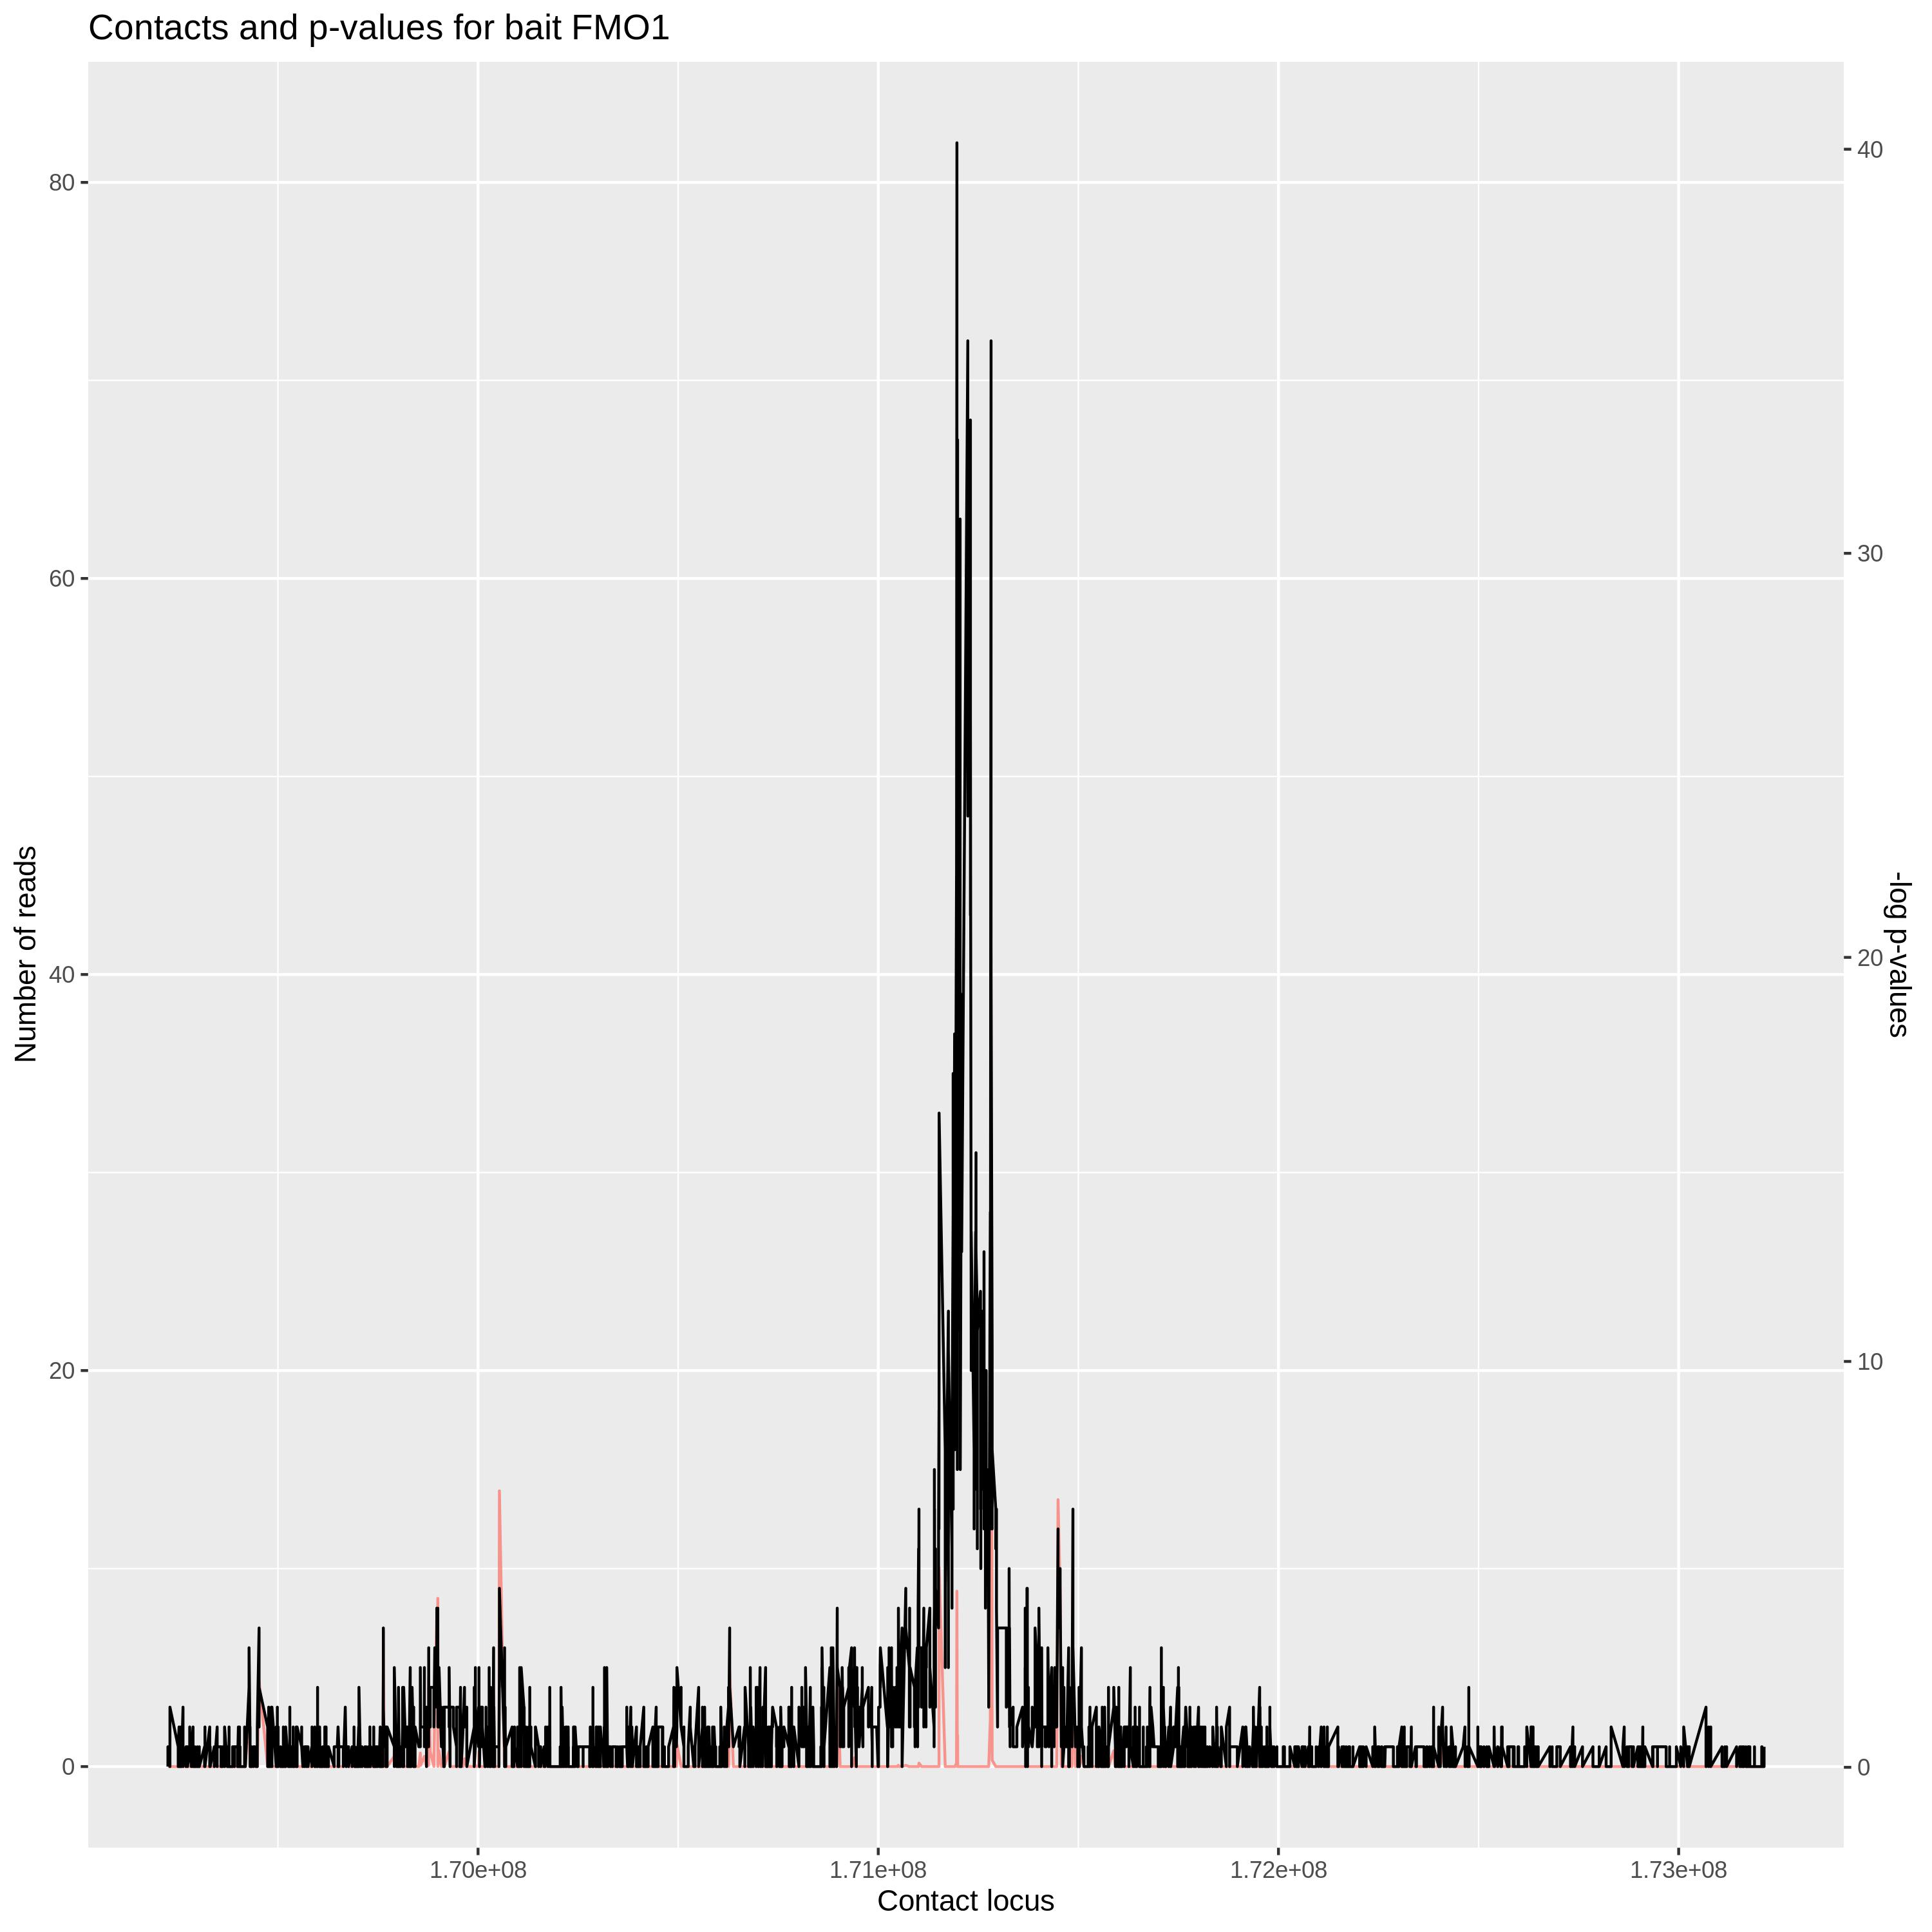 Contacts and p-values for bait FMO1
80
60
40
20
0
Number of reads
40
30
20
10
0
-log p-values
1.70e+08
1.71e+08
1.72e+08
1.73e+08
Contact locus